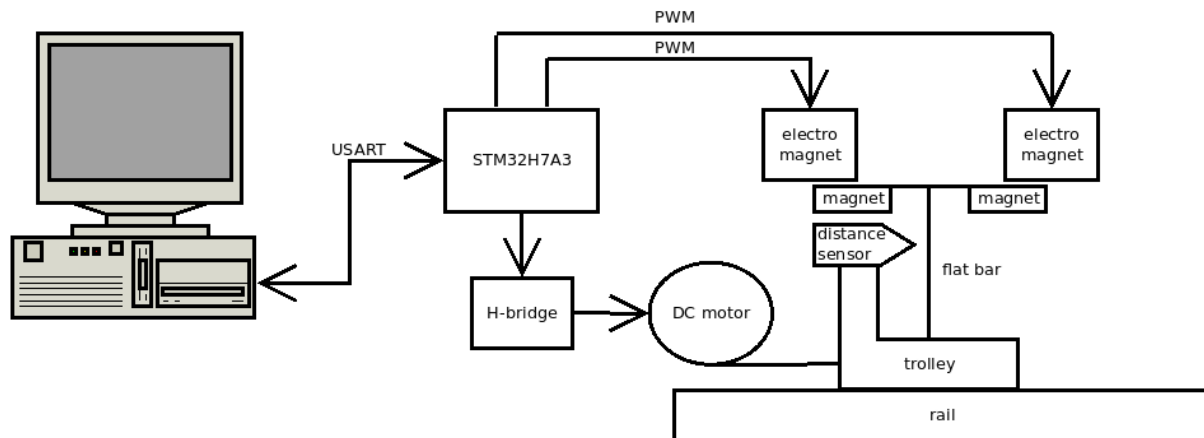 PWM
PWM
USART
STM32H7A3
electro
magnet
electro
magnet
magnet
magnet
distance
sensor
flat bar
H-bridge
DC motor
trolley
rail